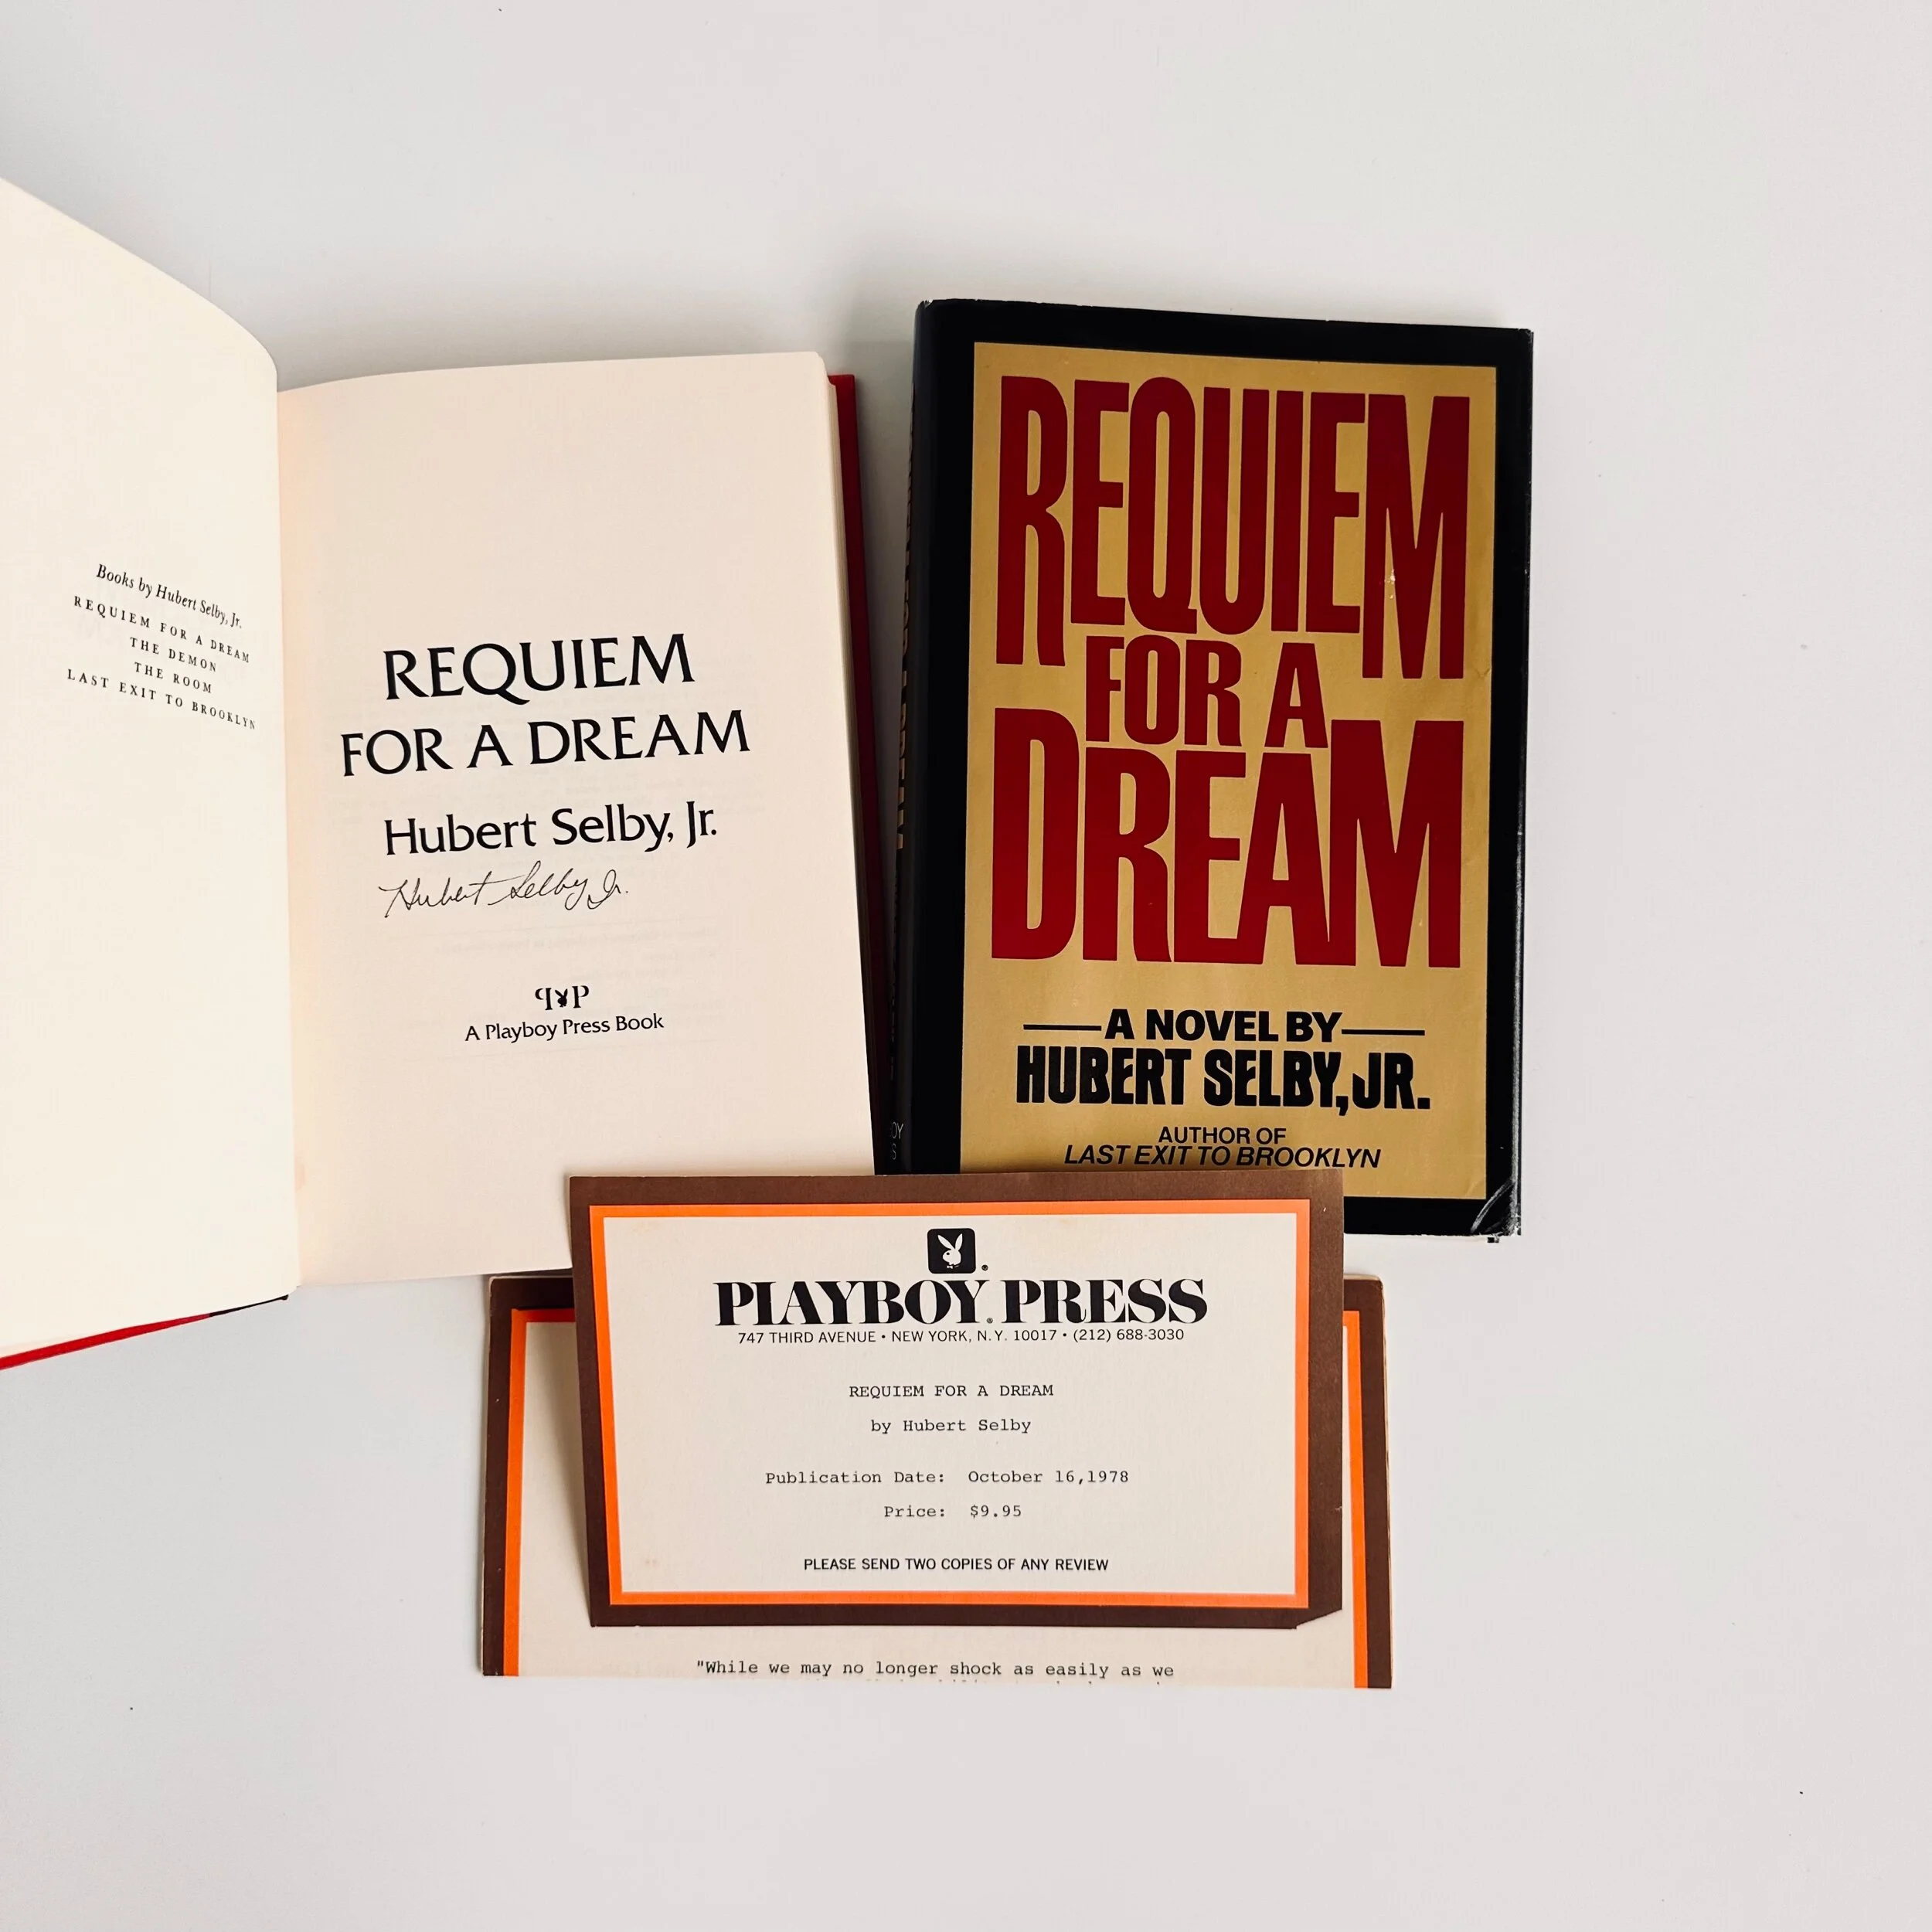 Books by Hubert Selby, Jr.
REQUIEM FOR A DREAM
THE DEMON
THE ROOM
LAST EXIT TO BROOKLYN
REQUIEM
FOR A DREAM
Hubert Selby, Jr.
Hubert Selby Jr.
A Playboy Press Book
REQUIEM
FOR A
DREAM
A NOVEL BY
HUBERT SELBY, JR.
AUTHOR OF
LAST EXIT TO BROOKLYN
PLAYBOY PRESS
747 THIRD AVENUE • NEW YORK, N.Y. 10017 • (212) 688-3030
REQUIEM FOR A DREAM
by Hubert Selby
Publication Date: October 16,1978
Price: $9.95
PLEASE SEND TWO COPIES OF ANY REVIEW
"While we may no longer shock as easily as we